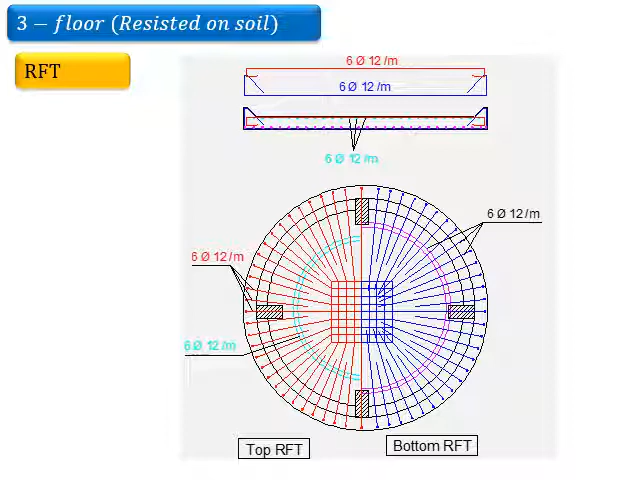 3 – floor (Resisted on soil)
RFT
6 Ø 12 /m
6 Ø 12 /m
6 Ø 12 /m
6 Ø 12 /m
6 Ø 12 /m
6 Ø 12 /m
Top RFT
Bottom RFT